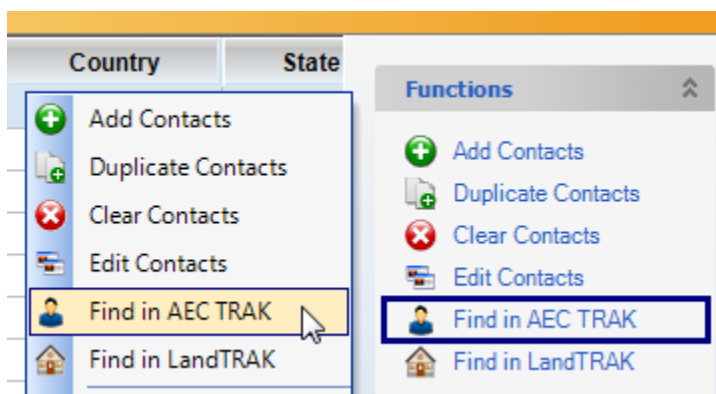 Country State
Add Contacts
Duplicate Contacts
Clear Contacts
Edit Contacts
Find in AEC TRAK
Find in LandTRAK
Functions
Add Contacts
Duplicate Contacts
Clear Contacts
Edit Contacts
Find in AEC TRAK
Find in LandTRAK